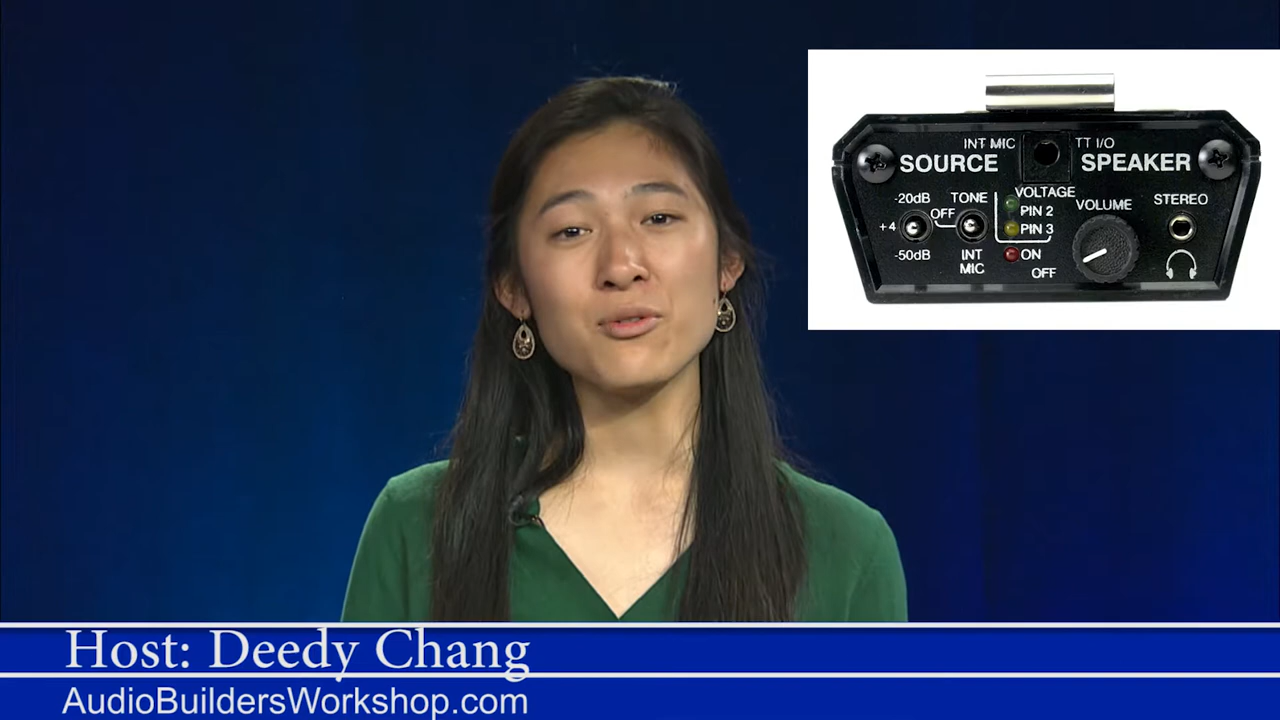 INT MIC TT I/O
SOURCE SPEAKER
-20dB TONE VOLTAGE STEREO
OFF PIN 2 VOLUME
+4 PIN 3
-50dB INT MIC ON
OFF
Host: Deedy Chang
AudioBuildersWorkshop.com